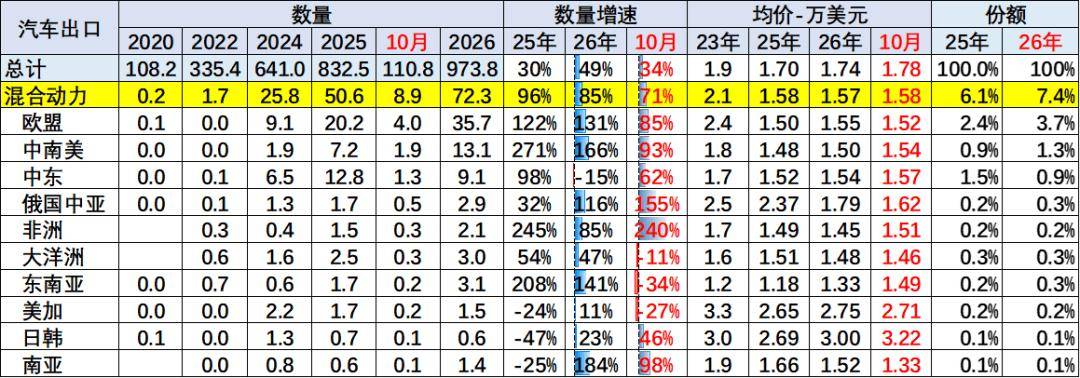 汽车出口 数量 数量增速 均价-万美元 份额
2020 2022 2024 2025 10月 2026 25年 26年 10月 23年 25年 26年 10月 25年 26年
总计 108.2 335.4 641.0 832.5 110.8 973.8 30% 49% 34% 1.9 1.70 1.74 1.78 100.0% 100%
混合动力 0.2 1.7 25.8 50.6 8.9 72.3 96% 85% 71% 2.1 1.58 1.57 1.58 6.1% 7.4%
欧盟 0.1 0.0 9.1 20.2 4.0 35.7 122% 131% 85% 2.4 1.50 1.55 1.52 2.4% 3.7%
中南美 0.0 0.0 1.9 7.2 1.9 13.1 271% 166% 93% 1.8 1.48 1.50 1.54 0.9% 1.3%
中东 0.0 0.1 6.5 12.8 1.3 9.1 98% -15% 62% 1.7 1.52 1.54 1.57 1.5% 0.9%
俄国中亚 0.0 0.1 1.3 1.7 0.5 2.9 32% 116% 155% 2.5 2.37 1.79 1.62 0.2% 0.3%
非洲 0.3 0.4 1.5 0.3 2.1 245% 85% 240% 1.7 1.49 1.45 1.51 0.2% 0.2%
大洋洲 0.6 1.6 2.5 0.3 3.0 54% 47% -11% 1.6 1.51 1.48 1.46 0.3% 0.3%
东南亚 0.0 0.7 0.6 1.7 0.2 3.1 208% 141% -34% 1.2 1.18 1.33 1.49 0.2% 0.3%
美加 0.0 0.0 2.2 1.7 0.2 1.5 -24% 11% -27% 3.3 2.65 2.75 2.71 0.2% 0.2%
日韩 0.1 0.0 1.3 0.7 0.1 0.6 -47% 23% 46% 3.0 2.69 3.00 3.22 0.1% 0.1%
南亚 0.0 0.8 0.6 0.1 1.4 -25% 184% 98% 1.9 1.66 1.52 1.33 0.1% 0.1%